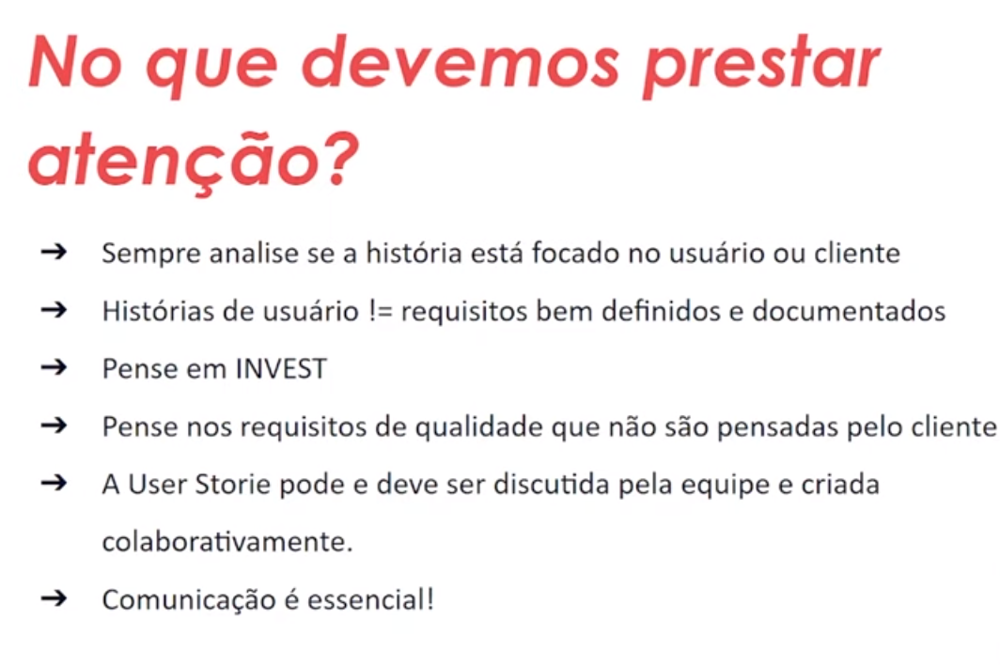 No que devemos prestar
atenção?
➔ Sempre analise se a história está focado no usuário ou cliente
➔ Histórias de usuário != requisitos bem definidos e documentados
➔ Pense em INVEST
➔ Pense nos requisitos de qualidade que não são pensadas pelo cliente
➔ A User Storie pode e deve ser discutida pela equipe e criada
colaborativamente.
➔ Comunicação é essencial!